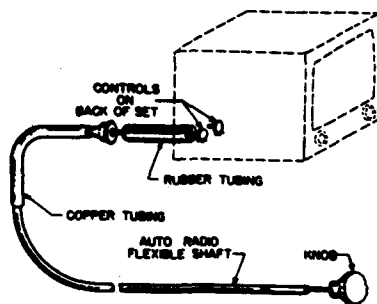 CONTROLS
ON
BACK OF SET
RUBBER TUBING
COPPER TUBING
AUTO RADIO
FLEXIBLE SHAFT
KNOB